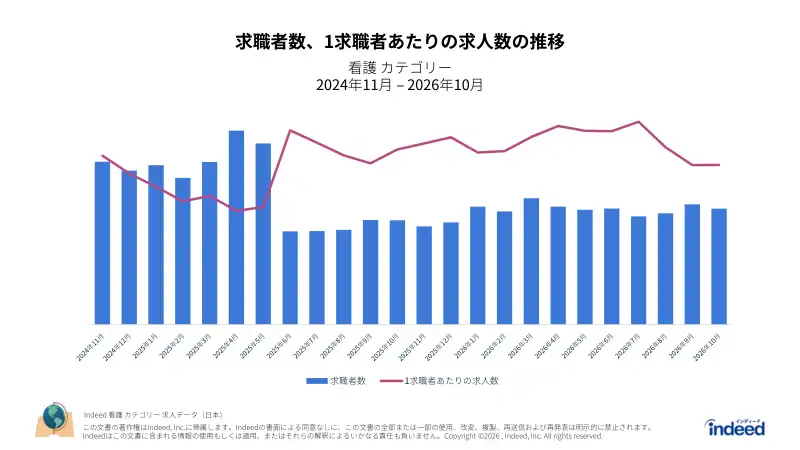 求職者数、1求職者あたりの求人数の推移
看護 カテゴリー
2024年11月 – 2026年10月
2024年11月
2024年12月
2025年1月
2025年2月
2025年3月
2025年4月
2025年5月
2025年6月
2025年7月
2025年8月
2025年9月
2025年10月
2025年11月
2025年12月
2026年1月
2026年2月
2026年3月
2026年4月
2026年5月
2026年6月
2026年7月
2026年8月
2026年9月
2026年10月
求職者数
1求職者あたりの求人数
Indeed 看護 カテゴリー 求人データ（日本）
この文書の著作権はIndeed, Inc.に帰属します。Indeedの書面による同意なしに、この文書の全部または一部の使用、改変、複製、再送信および再発表は明示的に禁止されます。
Indeedはこの文書に含まれる情報の使用もしくは適用、またはそれらの解釈によるいかなる責任も負いません。Copyright ©2026 , Indeed, Inc. All rights reserved.
インディード
indeed